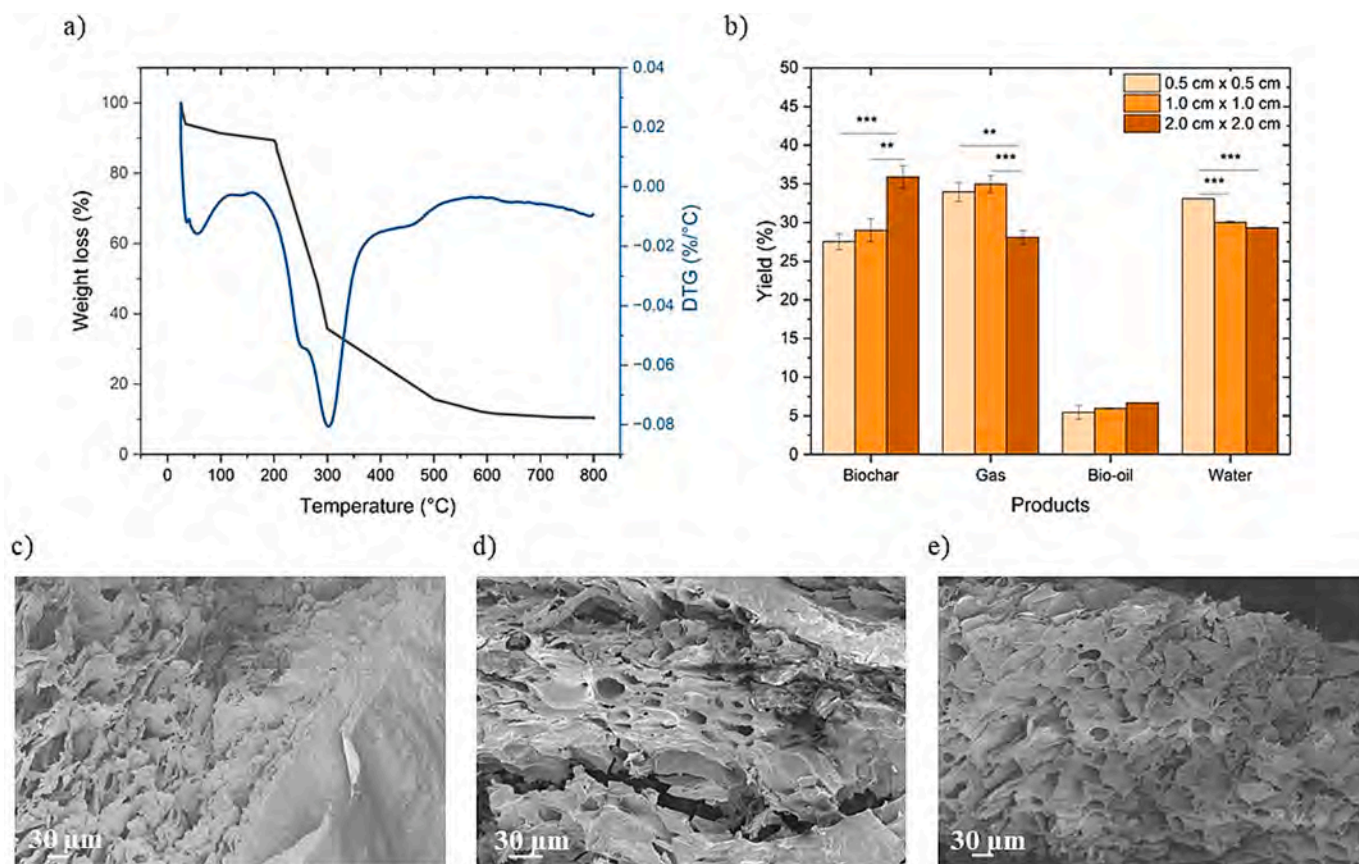 a)
Weight loss (%)
100
80
60
40
20
0
0 100 200 300 400 500 600 700 800
Temperature (°C)
0.04
0.02
0.00
−0.02
−0.04
−0.06
−0.08
DTG (%/°C)
b)
Yield (%)
50
45
40
35
30
25
20
15
10
5
0
0.5 cm x 0.5 cm
1.0 cm x 1.0 cm
2.0 cm x 2.0 cm
***
**
**
***
***
***
Biochar Gas Bio-oil Water
Products
c)
30 µm
d)
30 µm
e)
30 µm